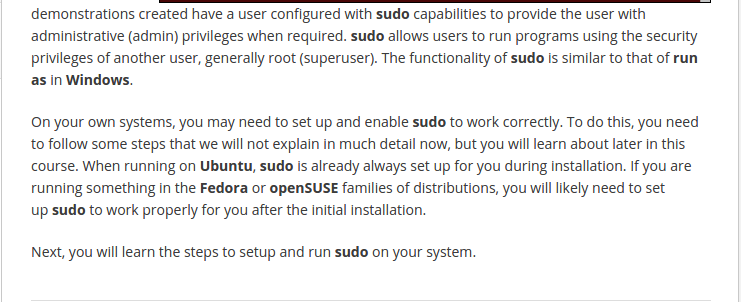 demonstrations created have a user configured with sudo capabilities to provide the user with
administrative (admin) privileges when required. sudo allows users to run programs using the security
privileges of another user, generally root (superuser). The functionality of sudo is similar to that of run
as in Windows.
On your own systems, you may need to set up and enable sudo to work correctly. To do this, you need
to follow some steps that we will not explain in much detail now, but you will learn about later in this
course. When running on Ubuntu, sudo is already always set up for you during installation. If you are
running something in the Fedora or openSUSE families of distributions, you will likely need to set
up sudo to work properly for you after the initial installation.
Next, you will learn the steps to setup and run sudo on your system.